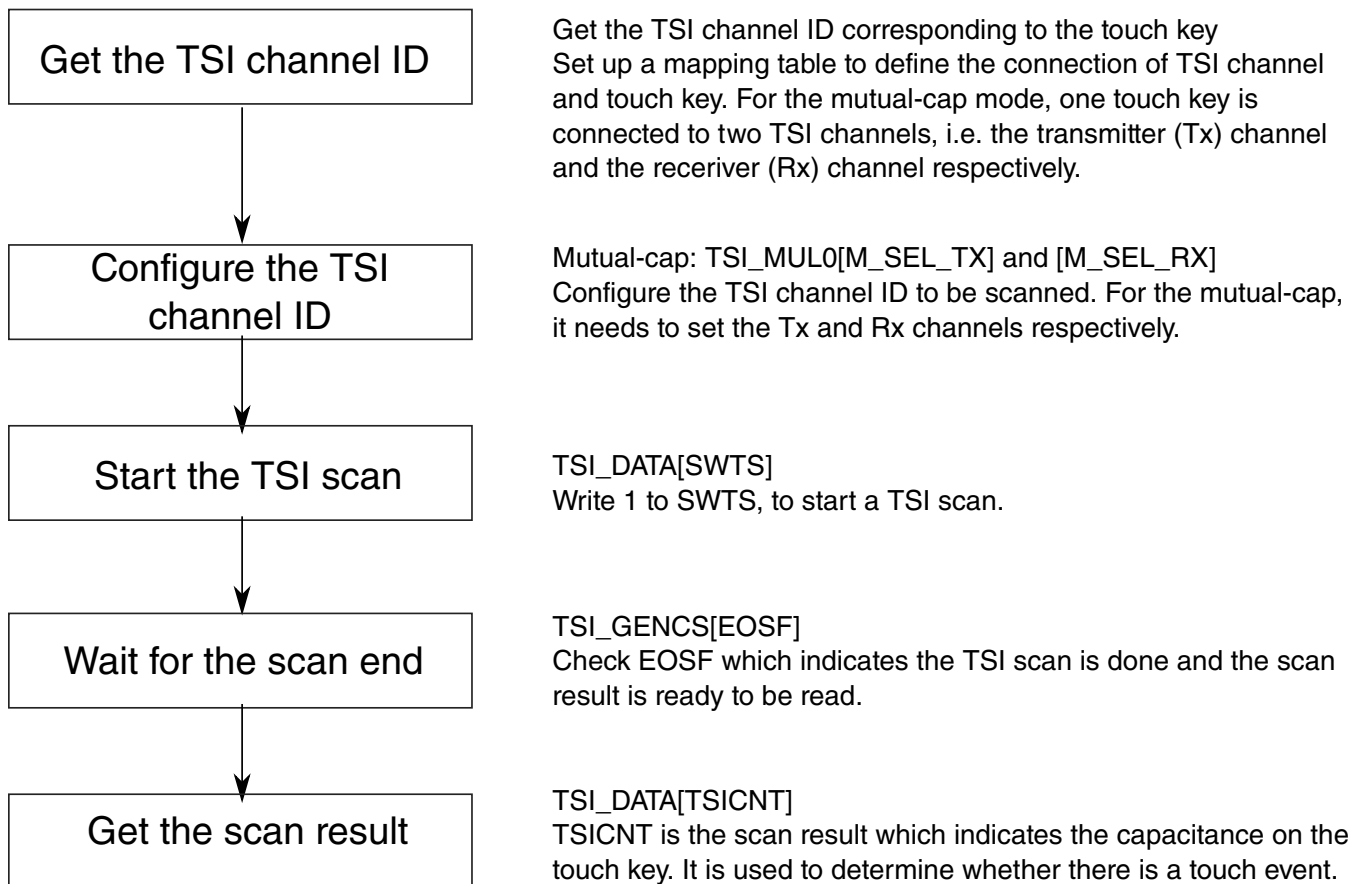 Get the TSI channel ID
Get the TSI channel ID corresponding to the touch key
Set up a mapping table to define the connection of TSI channel
and touch key. For the mutual-cap mode, one touch key is
connected to two TSI channels, i.e. the transmitter (Tx) channel
and the receriver (Rx) channel respectively.
Configure the TSI
channel ID
Mutual-cap: TSI_MUL0[M_SEL_TX] and [M_SEL_RX]
Configure the TSI channel ID to be scanned. For the mutual-cap,
it needs to set the Tx and Rx channels respectively.
Start the TSI scan
TSI_DATA[SWTS]
Write 1 to SWTS, to start a TSI scan.
Wait for the scan end
TSI_GENCS[EOSF]
Check EOSF which indicates the TSI scan is done and the scan
result is ready to be read.
Get the scan result
TSI_DATA[TSICNT]
TSICNT is the scan result which indicates the capacitance on the
touch key. It is used to determine whether there is a touch event.